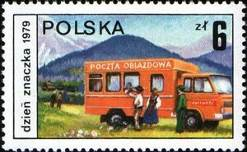 POLSKA
zł 6
dzień znaczka 1979
POCZTA OBJAZDOWA